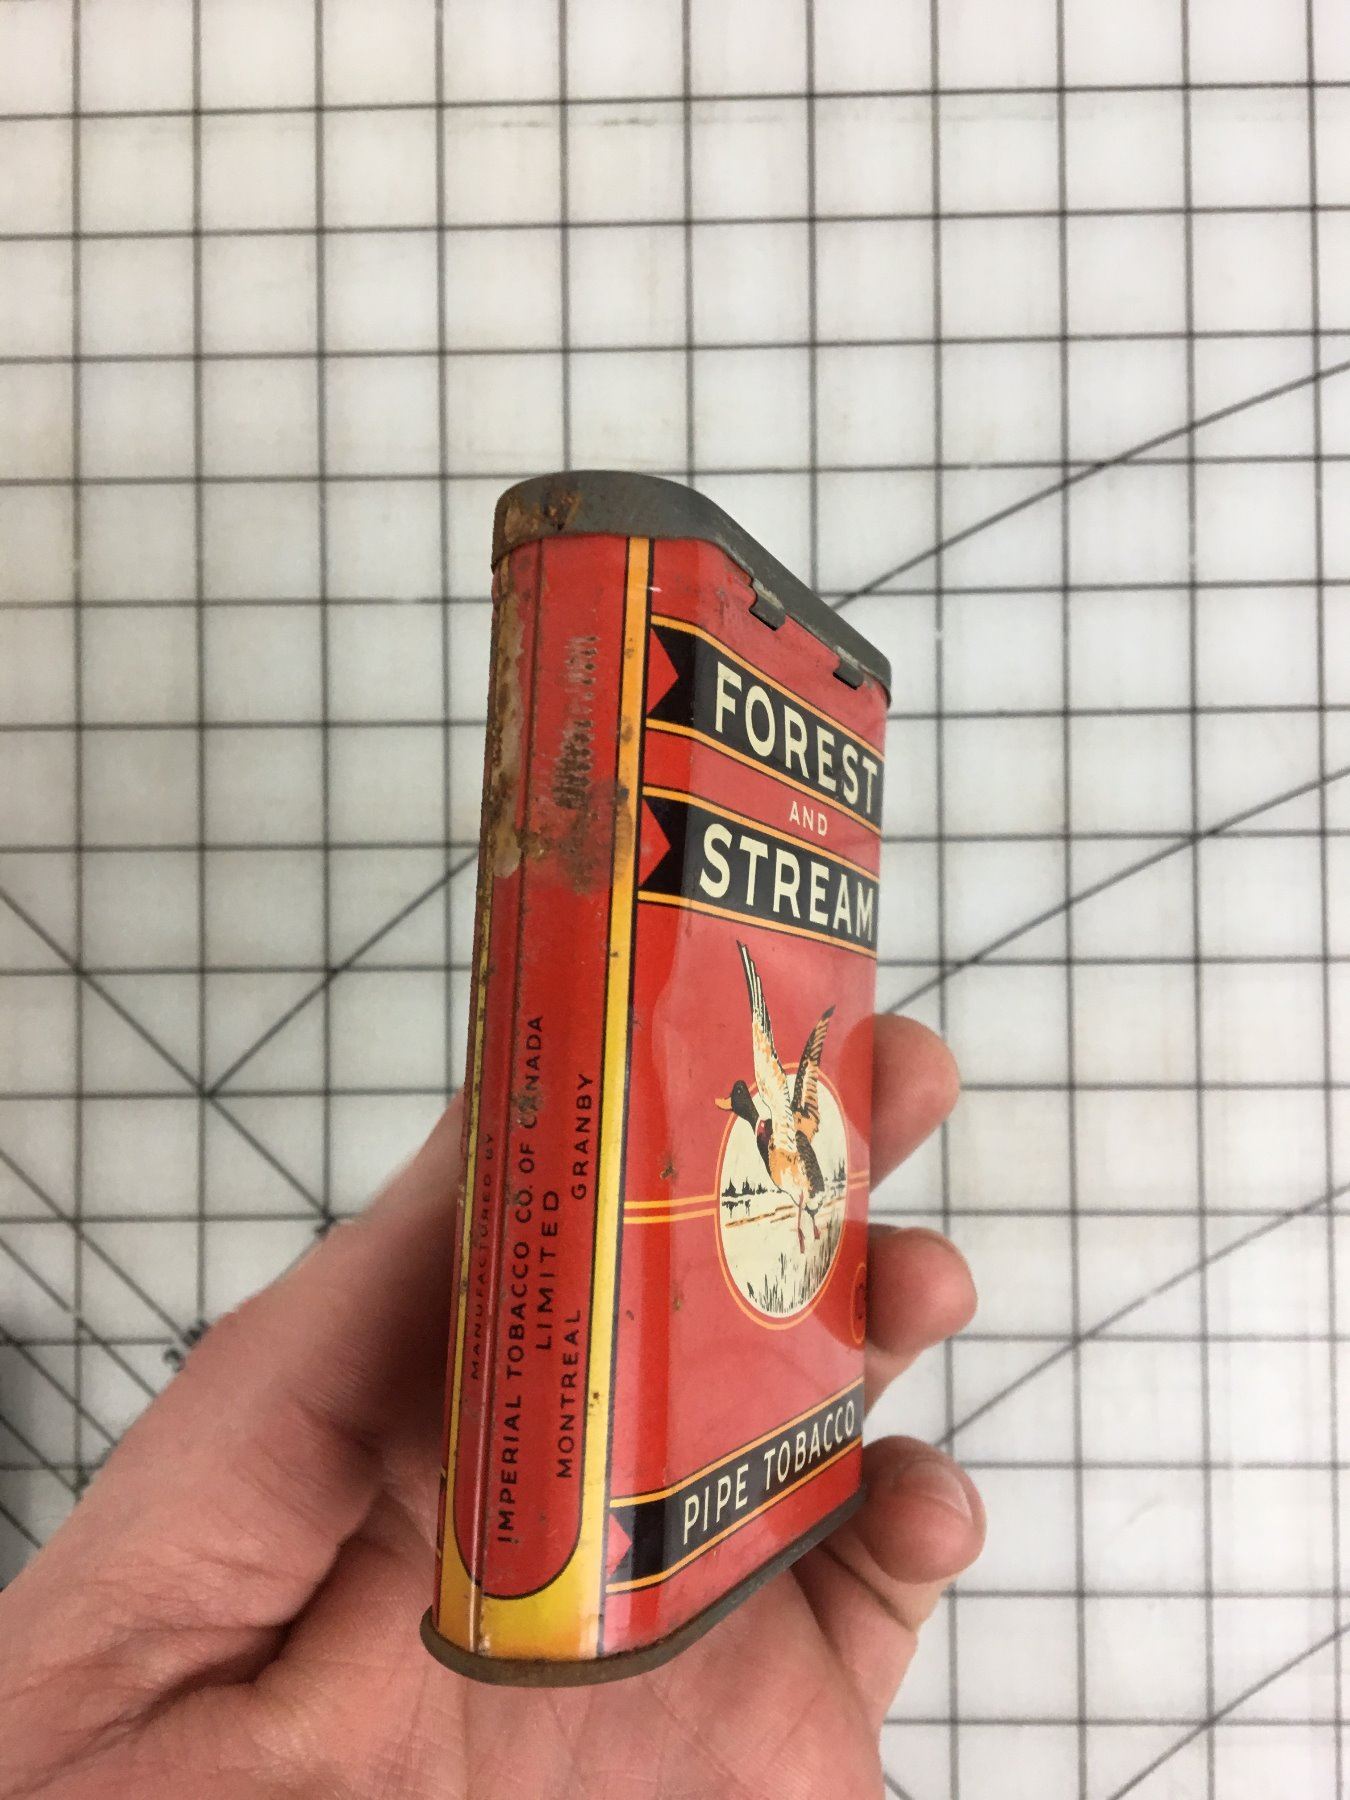 FOREST
AND
STREAM
PIPE TOBACCO
MANUFACTURED BY
IMPERIAL TOBACCO CO. OF CANADA
LIMITED
MONTREAL GRANBY